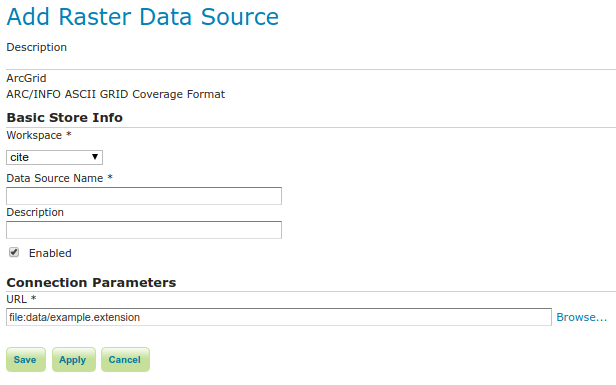 Add Raster Data Source
Description
ArcGrid
ARC/INFO ASCII GRID Coverage Format
Basic Store Info
Workspace *
cite
Data Source Name *
Description
Enabled
Connection Parameters
URL *
file:data/example.extension Browse...
Save Apply Cancel